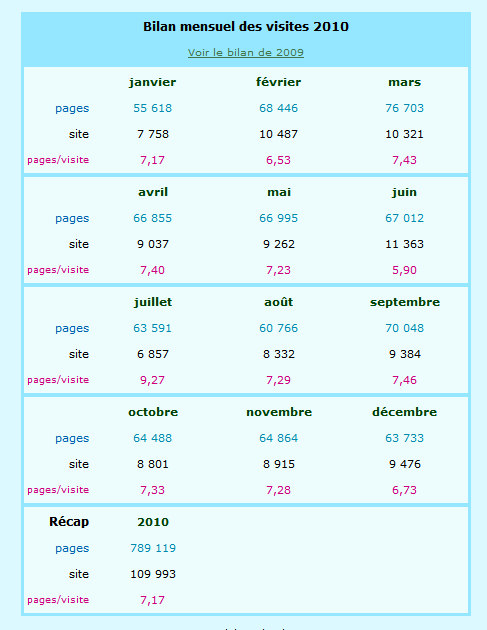 Bilan mensuel des visites 2010
Voir le bilan de 2009
janvier février mars
pages 55 618 68 446 76 703
site 7 758 10 487 10 321
pages/visite 7,17 6,53 7,43
avril mai juin
pages 66 855 66 995 67 012
site 9 037 9 262 11 363
pages/visite 7,40 7,23 5,90
juillet août septembre
pages 63 591 60 766 70 048
site 6 857 8 332 9 384
pages/visite 9,27 7,29 7,46
octobre novembre décembre
pages 64 488 64 864 63 733
site 8 801 8 915 9 476
pages/visite 7,33 7,28 6,73
Récap 2010
pages 789 119
site 109 993
pages/visite 7,17